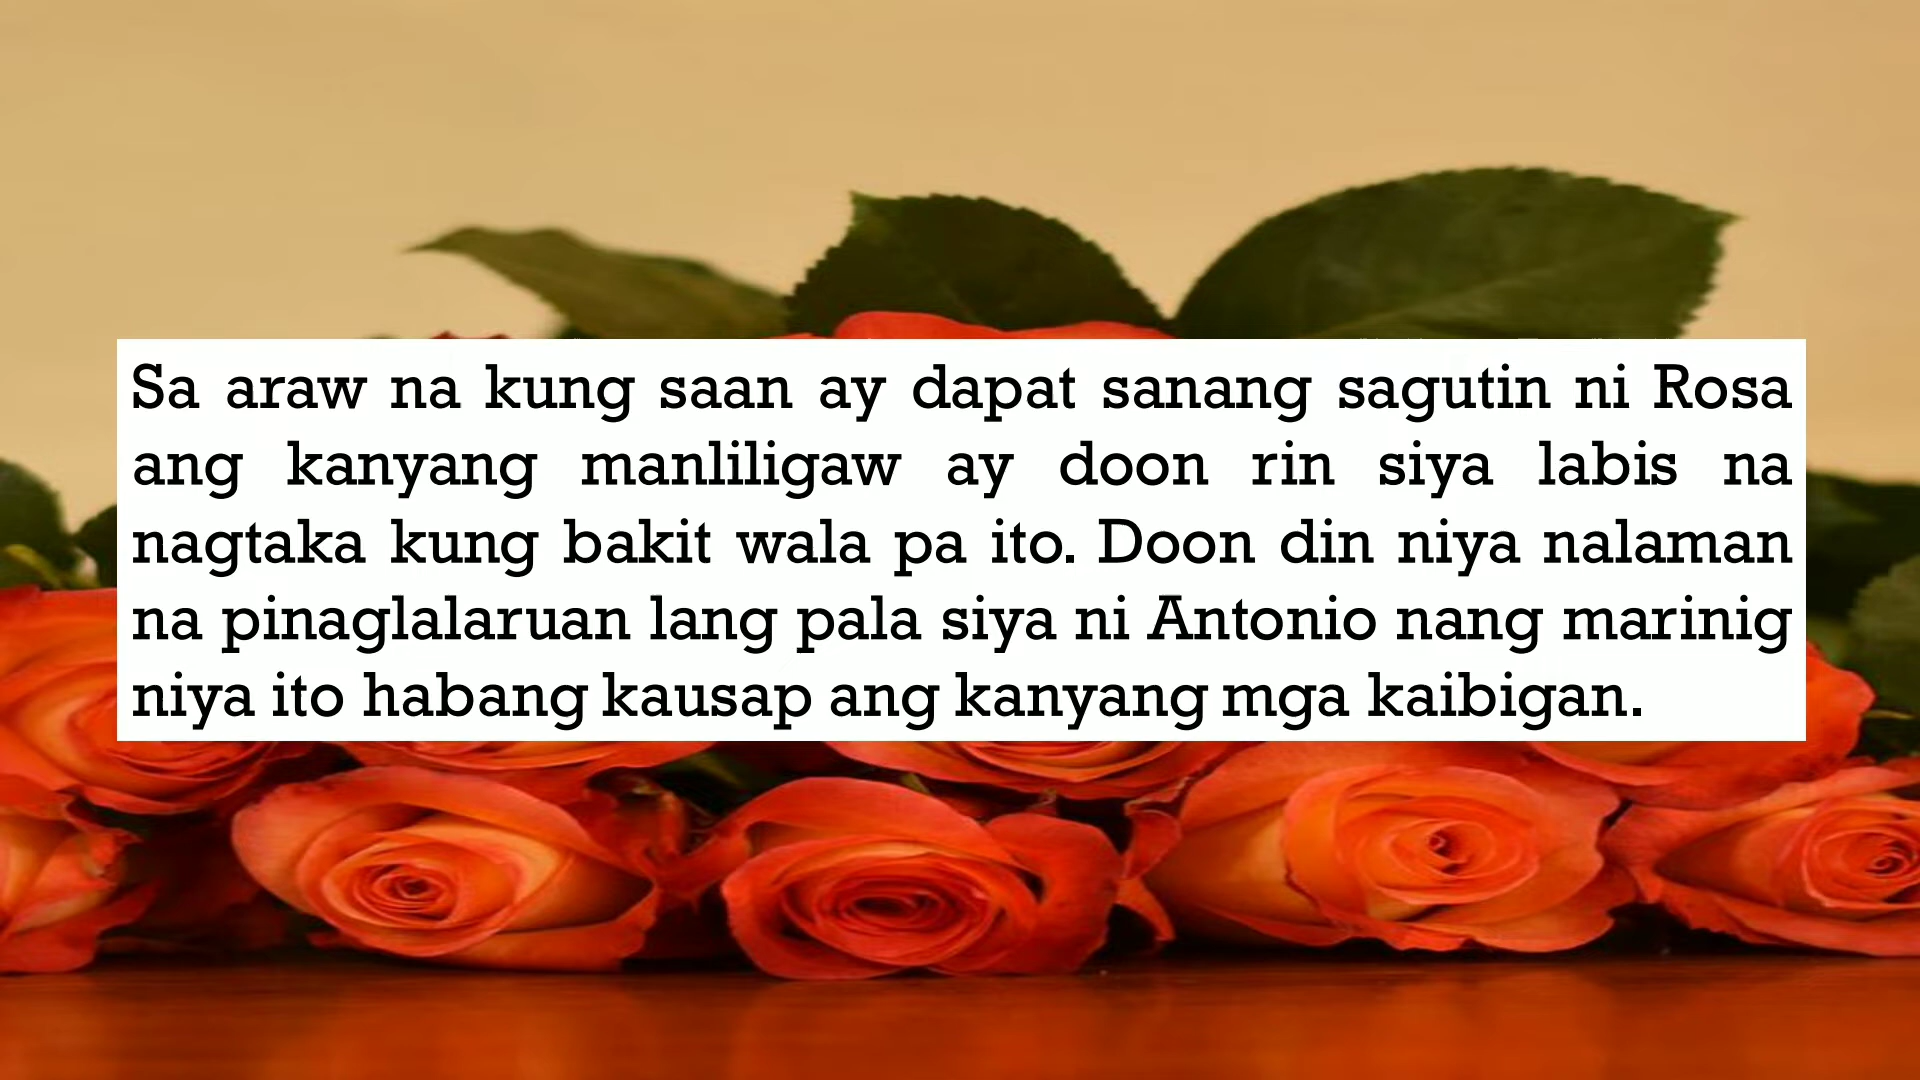 Sa araw na kung saan ay dapat sanang sagutin ni Rosa
ang kanyang manliligaw ay doon rin siya labis na
nagtaka kung bakit wala pa ito. Doon din niya nalaman
na pinaglalaruan lang pala siya ni Antonio nang marinig
niya ito habang kausap ang kanyang mga kaibigan.